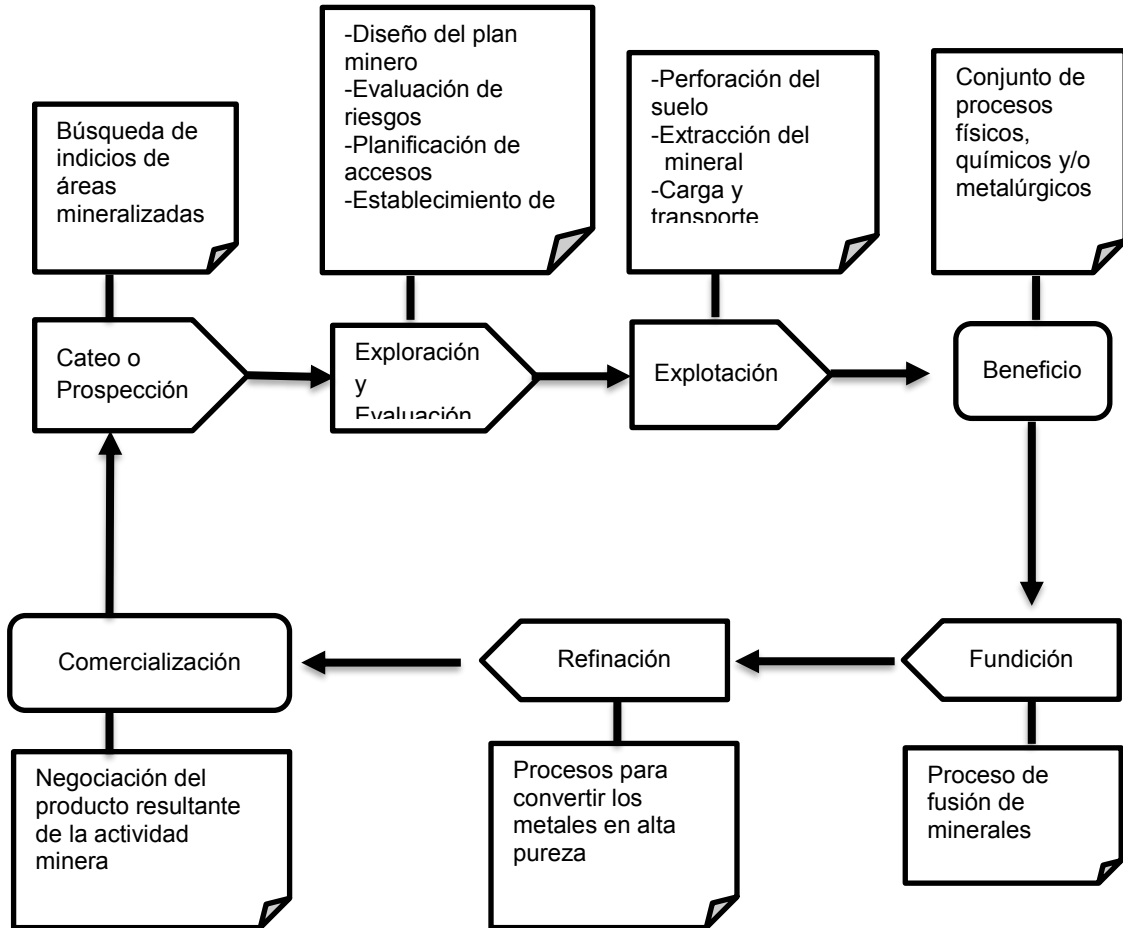 Búsqueda de
indicios de
áreas
mineralizadas
-Diseño del plan
minero
-Evaluación de
riesgos
-Planificación de
accesos
-Establecimiento de
-Perforación del
suelo
-Extracción del
mineral
-Carga y
transporte
Conjunto de
procesos
físicos,
químicos y/o
metalúrgicos
Cateo o
Prospección
Exploración
y
Evaluación
Explotación
Beneficio
Comercialización
Refinación
Fundición
Negociación del
producto resultante
de la actividad
minera
Procesos para
convertir los
metales en alta
pureza
Proceso de
fusión de
minerales